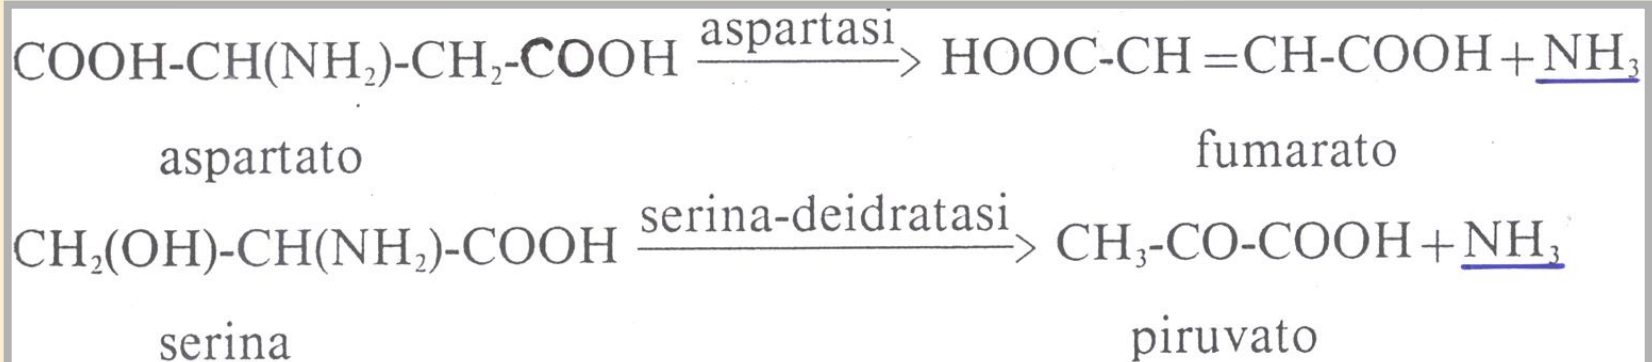 COOH-CH(NH₂)-CH₂-COOH aspartasi HOOC-CH=CH-COOH+NH₃
aspartato fumarato
CH₂(OH)-CH(NH₂)-COOH serina-deidratasi CH₃-CO-COOH+NH₃
serina piruvato